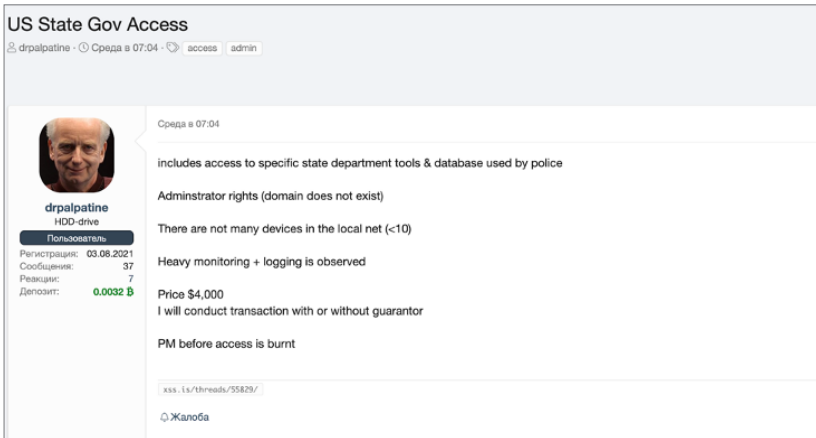 US State Gov Access
drpalpatine · Среда в 07:04 · access admin
Среда в 07:04
includes access to specific state department tools & database used by police
Adminstrator rights (domain does not exist)
There are not many devices in the local net (<10)
Heavy monitoring + logging is observed
Price $4,000
I will conduct transaction with or without guarantor
PM before access is burnt
xss.is/threads/55829/
Жалоба
drpalpatine
HDD-drive
Пользователь
Регистрация: 03.08.2021
Сообщения: 37
Реакции: 7
Депозит: 0.0032 ₿